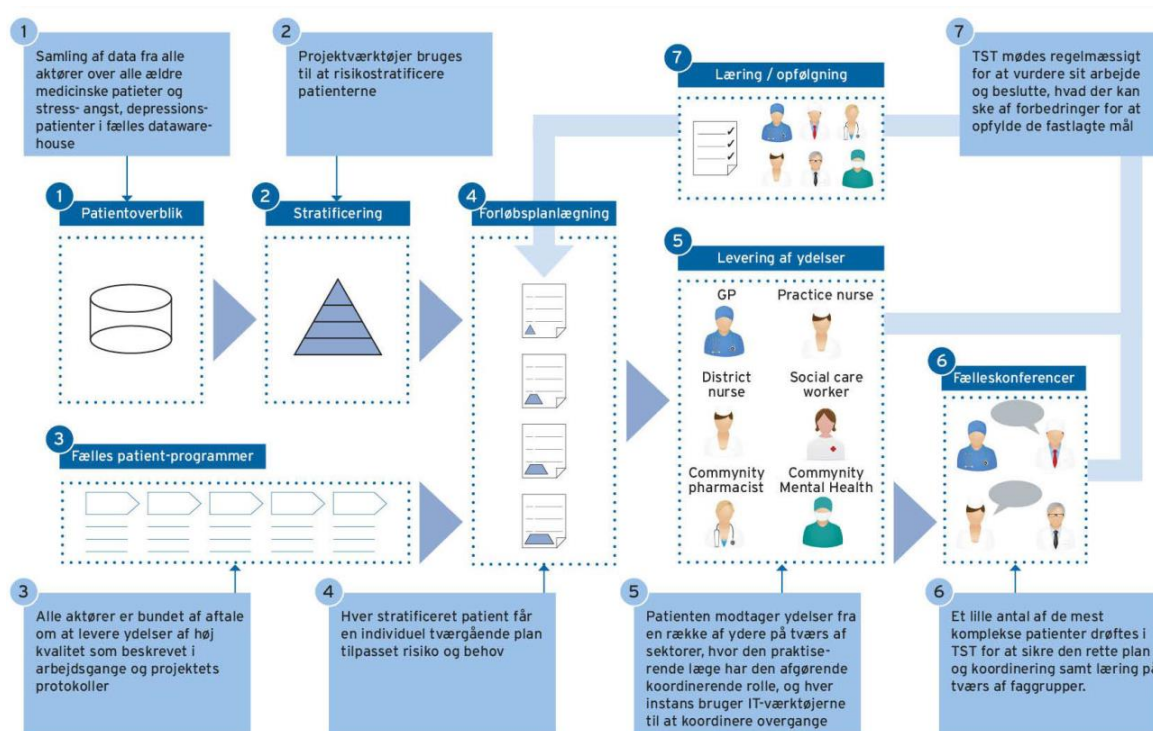 1
Samling af data fra alle
aktører over alle ældre
medicinske patieter og
stress- angst, depressions-
patienter i fælles dataware-
house
2
Projektværktøjer bruges
til at risikostratificere
patienterne
7
Læring / opfølgning
7
TST mødes regelmæssigt
for at vurdere sit arbejde
og beslutte, hvad der kan
ske af forbedringer for at
opfylde de fastlagte mål
1
Patientoverblik
2
Stratificering
4
Forløbsplanlægning
5
Levering af ydelser
GP
Practice nurse
District
nurse
Social care
worker
Commynity
pharmacist
Commynity
Mental Health
6
Fælleskonferencer
3
Fælles patient-programmer
3
Alle aktører er bundet af aftale
om at levere ydelser af høj
kvalitet som beskrevet i
arbejdsgange og projektets
protokoller
4
Hver stratificeret patient får
en individuel tværgående plan
tilpasset risiko og behov
5
Patienten modtager ydelser fra
en række af ydere på tværs af
sektorer, hvor den praktise-
rende læge har den afgørende
koordinerende rolle, og hver
instans bruger IT-værktøjerne
til at koordinere overgange
6
Et lille antal af de mest
komplekse patienter drøftes i
TST for at sikre den rette plan
og koordinering samt læring på
tværs af faggrupper.